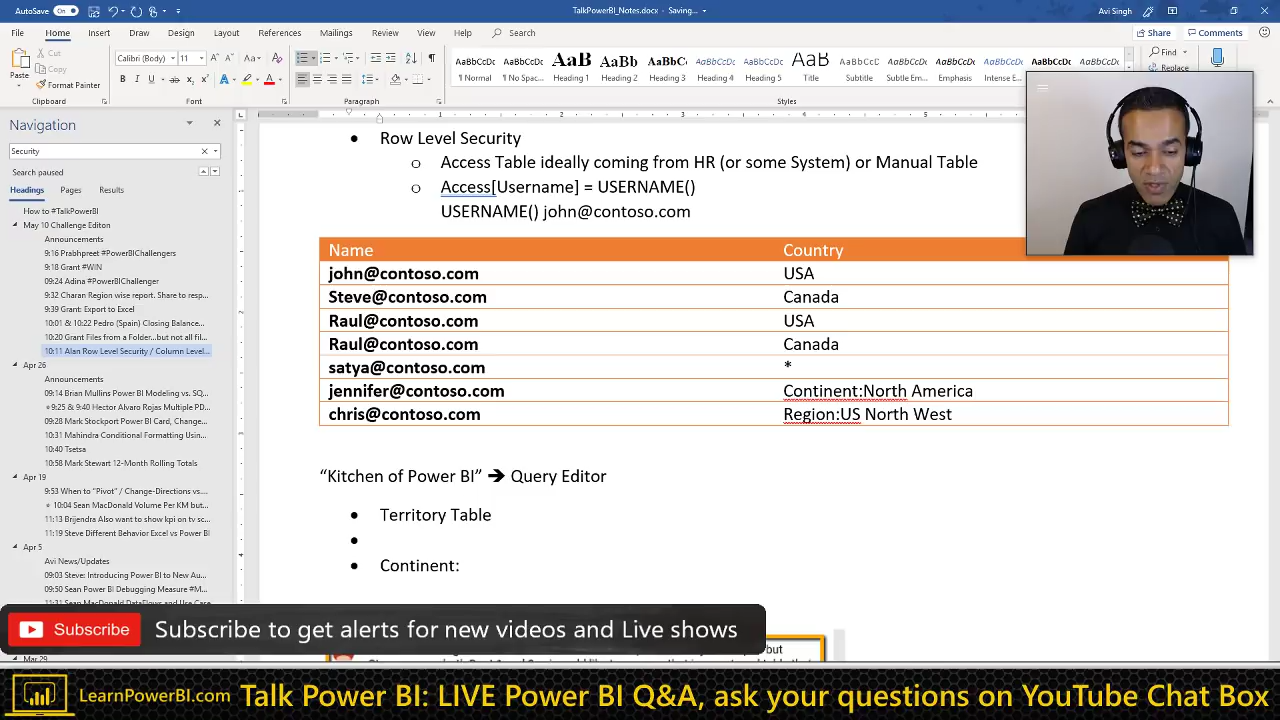 AutoSave On
TalkPowerBI_Notes.docx - Saving...
Avi Singh
File Home Insert Draw Design Layout References Mailings Review View Help Search
Share Comments
Paste
Cut
Copy
Format Painter
Clipboard
Calibri (Body) 11
Font
Paragraph
AaBbCcDc AaBbCcDc AaB AaBb AaBbC
¶ Normal ¶ No Spac... Heading 1 Heading 2 Heading 3 Heading 4 Heading 5 Title Subtitle Subtle Em... Emphasis Intense E...
Styles
Find
Replace
Navigation
Security
Search paused
Headings Pages Results
How to #TalkPowerBI
May 10 Challenge Editon
Announcements
9:16 Prabhpreet #PowerBIChallengers
9:18 Grant #WIN
09:24 Adina #PowerBIChallenger
9:32 Charan Region wise report. Share to resp...
9:39 Grant: Export to Excel
10:01 & 10:22 Pedro (Spain) Closing Balance...
10:20 Grant Files from a Folder...but not all fil...
10:11 Alan Row Level Security / Column Level...
Apr 26
Announcements
09:14 Brian Mullins Power BI Modeling vs. SQ...
9:25 & 9:40 Hector Alvaro Rojas Multiple PD...
09:28 Mark Stockport Power BI Card, Change...
10:31 Mahindra Conditional Formatting Usin...
10:40 Tsetsa
10:58 Mark Stewart 12-Month Rolling Totals
Apr 19
9:53 When to "Pivot" / Change-Directions vs....
10:04 Sean MacDonald Volume Per KM but...
11:13 Brijendra Also want to show kpi on tv sc...
11:19 Steve Different Behavior Excel vs Power BI
Apr 5
Avi News/Updates
09:03 Steve: Introducing Power BI to New Au...
09:50 Sean Power BI Debugging Measure #M...
Mar 29
• Row Level Security
o Access Table ideally coming from HR (or some System) or Manual Table
o Access[Username] = USERNAME()
USERNAME() john@contoso.com
Name Country
john@contoso.com USA
Steve@contoso.com Canada
Raul@contoso.com USA
Raul@contoso.com Canada
satya@contoso.com *
jennifer@contoso.com Continent:North America
chris@contoso.com Region:US North West
“Kitchen of Power BI” ➔ Query Editor
• Territory Table
•
• Continent:
but
Subscribe Subscribe to get alerts for new videos and Live shows
LearnPowerBI.com Talk Power BI: LIVE Power BI Q&A, ask your questions on YouTube Chat Box